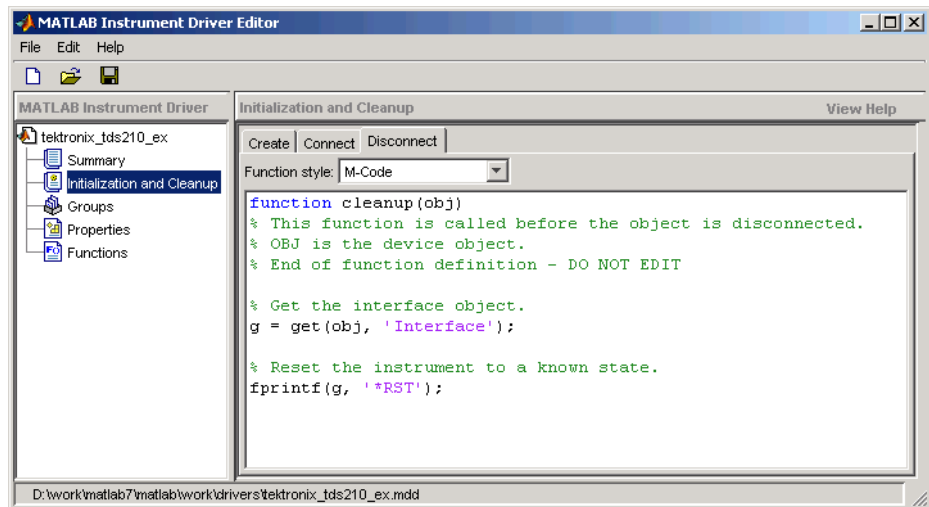 MATLAB Instrument Driver Editor
File Edit Help
MATLAB Instrument Driver
Initialization and Cleanup
View Help
tektronix_tds210_ex
Summary
Initialization and Cleanup
Groups
Properties
Functions
Create Connect Disconnect
Function style: M-Code
function cleanup(obj)
% This function is called before the object is disconnected.
% OBJ is the device object.
% End of function definition - DO NOT EDIT
% Get the interface object.
g = get(obj, 'Interface');
% Reset the instrument to a known state.
fprintf(g, '*RST');
D:\work\matlab7\matlab\work\drivers\tektronix_tds210_ex.mdd